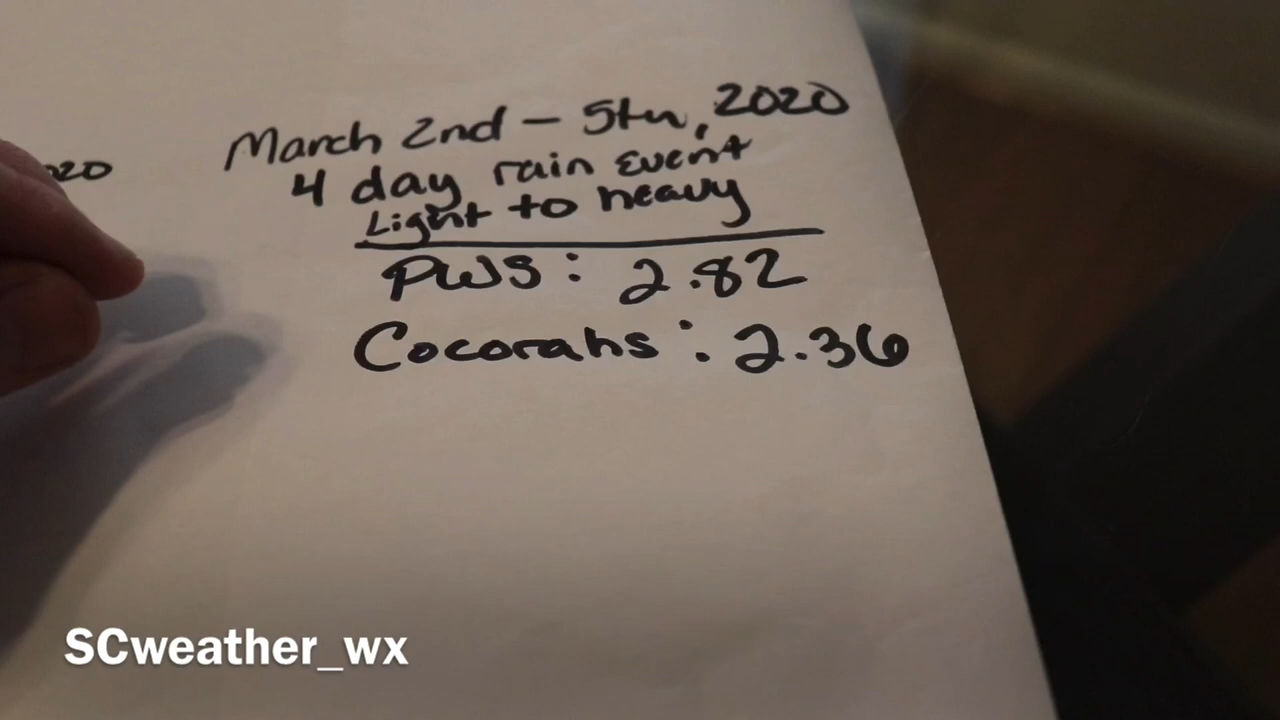 March 2nd - 5th, 2020
4 day rain event
Light to heavy
PWS: 2.82
Cocorahs: 2.36
SCweather_wx